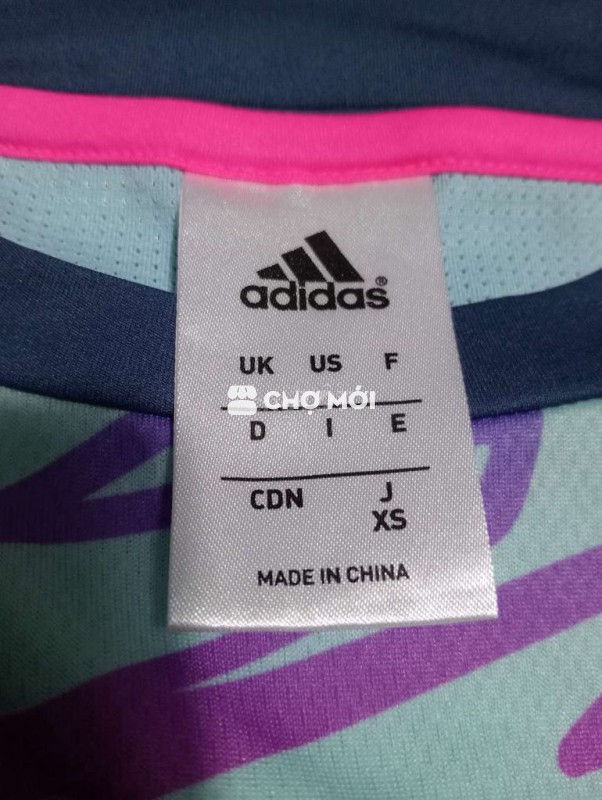 adidas®
UK US F
CHỢ MỚI
D I E
CDN J
XS
MADE IN CHINA